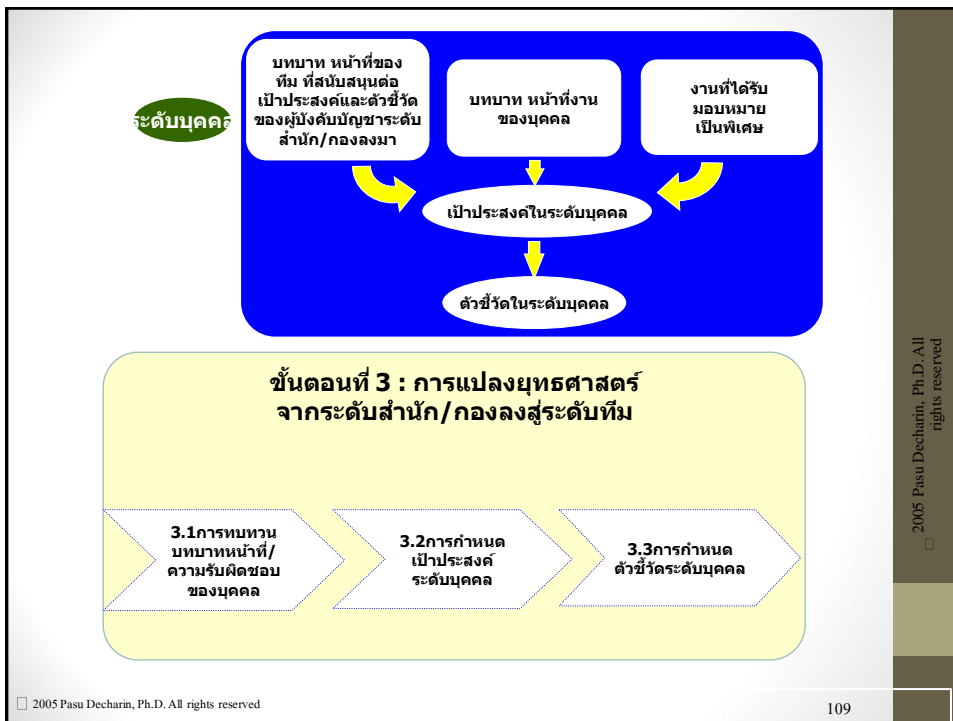 ระดับบุคคล
บทบาท หน้าที่ของ
ทีม ที่สนับสนุนต่อ
เป้าประสงค์และตัวชี้วัด
ของผู้บังคับบัญชาระดับ
สำนัก/กองลงมา
บทบาท หน้าที่งาน
ของบุคคล
งานที่ได้รับ
มอบหมาย
เป็นพิเศษ
เป้าประสงค์ในระดับบุคคล
ตัวชี้วัดในระดับบุคคล
ขั้นตอนที่ 3 : การแปลงยุทธศาสตร์
จากระดับสำนัก/กองลงสู่ระดับทีม
3.1การทบทวน
บทบาทหน้าที่/
ความรับผิดชอบ
ของบุคคล
3.2การกำหนด
เป้าประสงค์
ระดับบุคคล
3.3การกำหนด
ตัวชี้วัดระดับบุคคล
2005 Pasu Decharin, Ph.D. All
rights reserved
2005 Pasu Decharin, Ph.D. All rights reserved
109